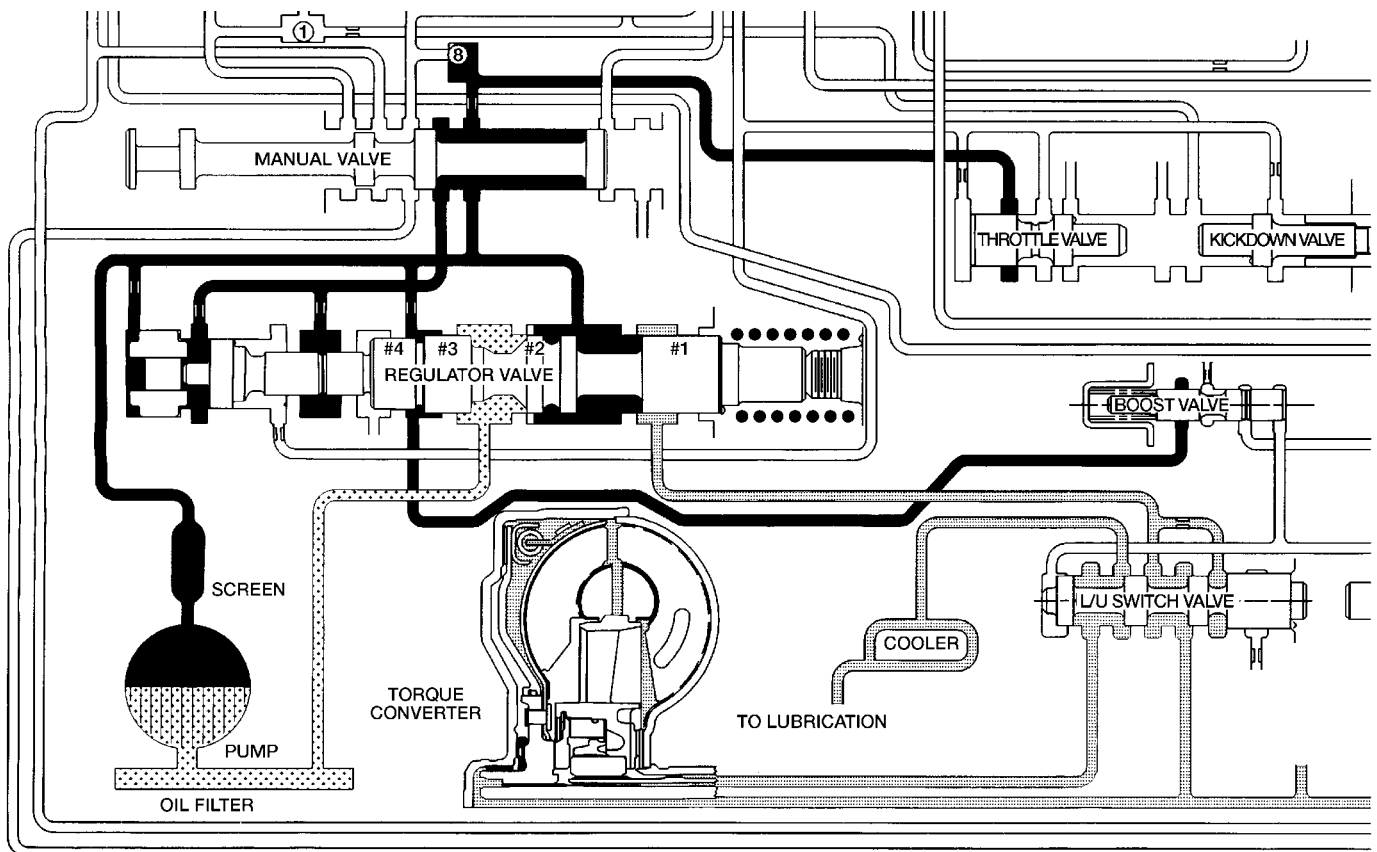 1
8
MANUAL VALVE
THROTTLE VALVE
KICKDOWN VALVE
#4
#3
#2
#1
REGULATOR VALVE
BOOST VALVE
SCREEN
L/U SWITCH VALVE
COOLER
TORQUE
CONVERTER
TO LUBRICATION
PUMP
OIL FILTER